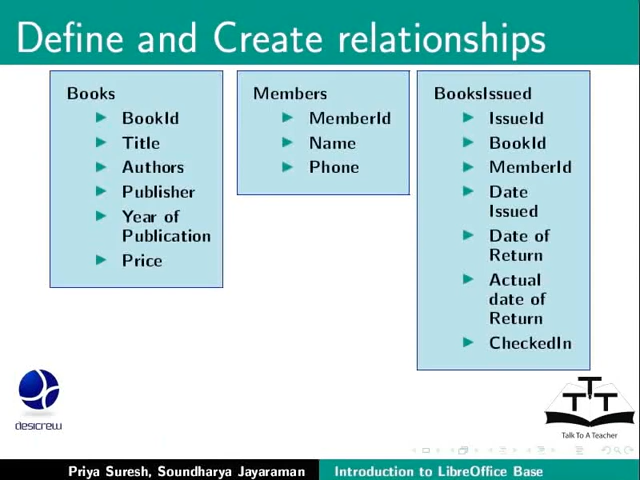 Define and Create relationships
Books
BookId
Title
Authors
Publisher
Year of
Publication
Price
Members
MemberId
Name
Phone
BooksIssued
IssueId
BookId
MemberId
Date
Issued
Date of
Return
Actual
date of
Return
CheckedIn
desicrew
TTT
Talk To A Teacher
Priya Suresh, Soundharya Jayaraman
Introduction to LibreOffice Base